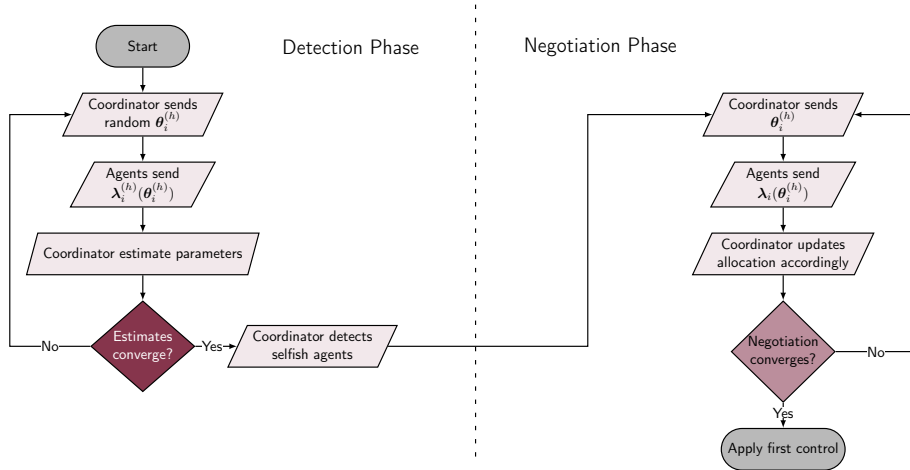 Detection Phase
Start
Coordinator sends
random θ_i^{(h)}
Agents send
λ_i^{(h)}(θ_i^{(h)})
Coordinator estimate parameters
Estimates
converge?
No
Yes
Coordinator detects
selfish agents
Negotiation Phase
Coordinator sends
θ_i^{(h)}
Agents send
λ_i(θ_i^{(h)})
Coordinator updates
allocation accordingly
Negotiation
converges?
No
Yes
Apply first control